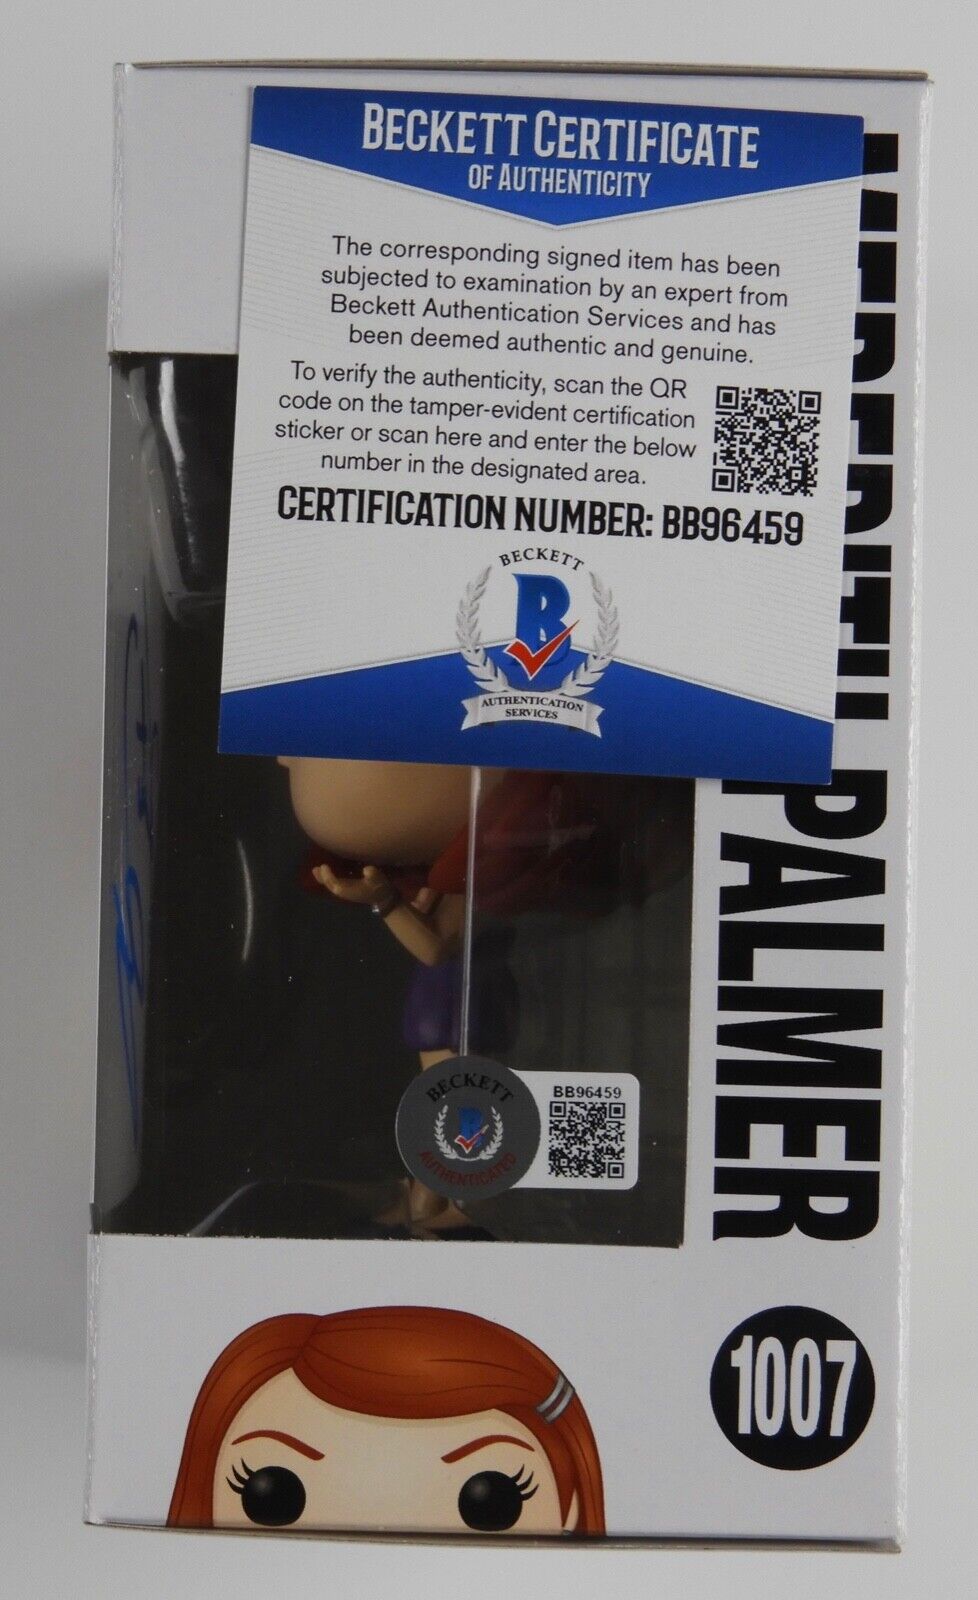 BECKETT CERTIFICATE
OF AUTHENTICITY
The corresponding signed item has been
subjected to examination by an expert from
Beckett Authentication Services and has
been deemed authentic and genuine.
To verify the authenticity, scan the QR
code on the tamper-evident certification
sticker or scan here and enter the below
number in the designated area.
CERTIFICATION NUMBER: BB96459
BECKETT
B
AUTHENTICATION
SERVICES
MEREDITH PALMER
BECKETT
B
AUTHENTICATED
BB96459
1007